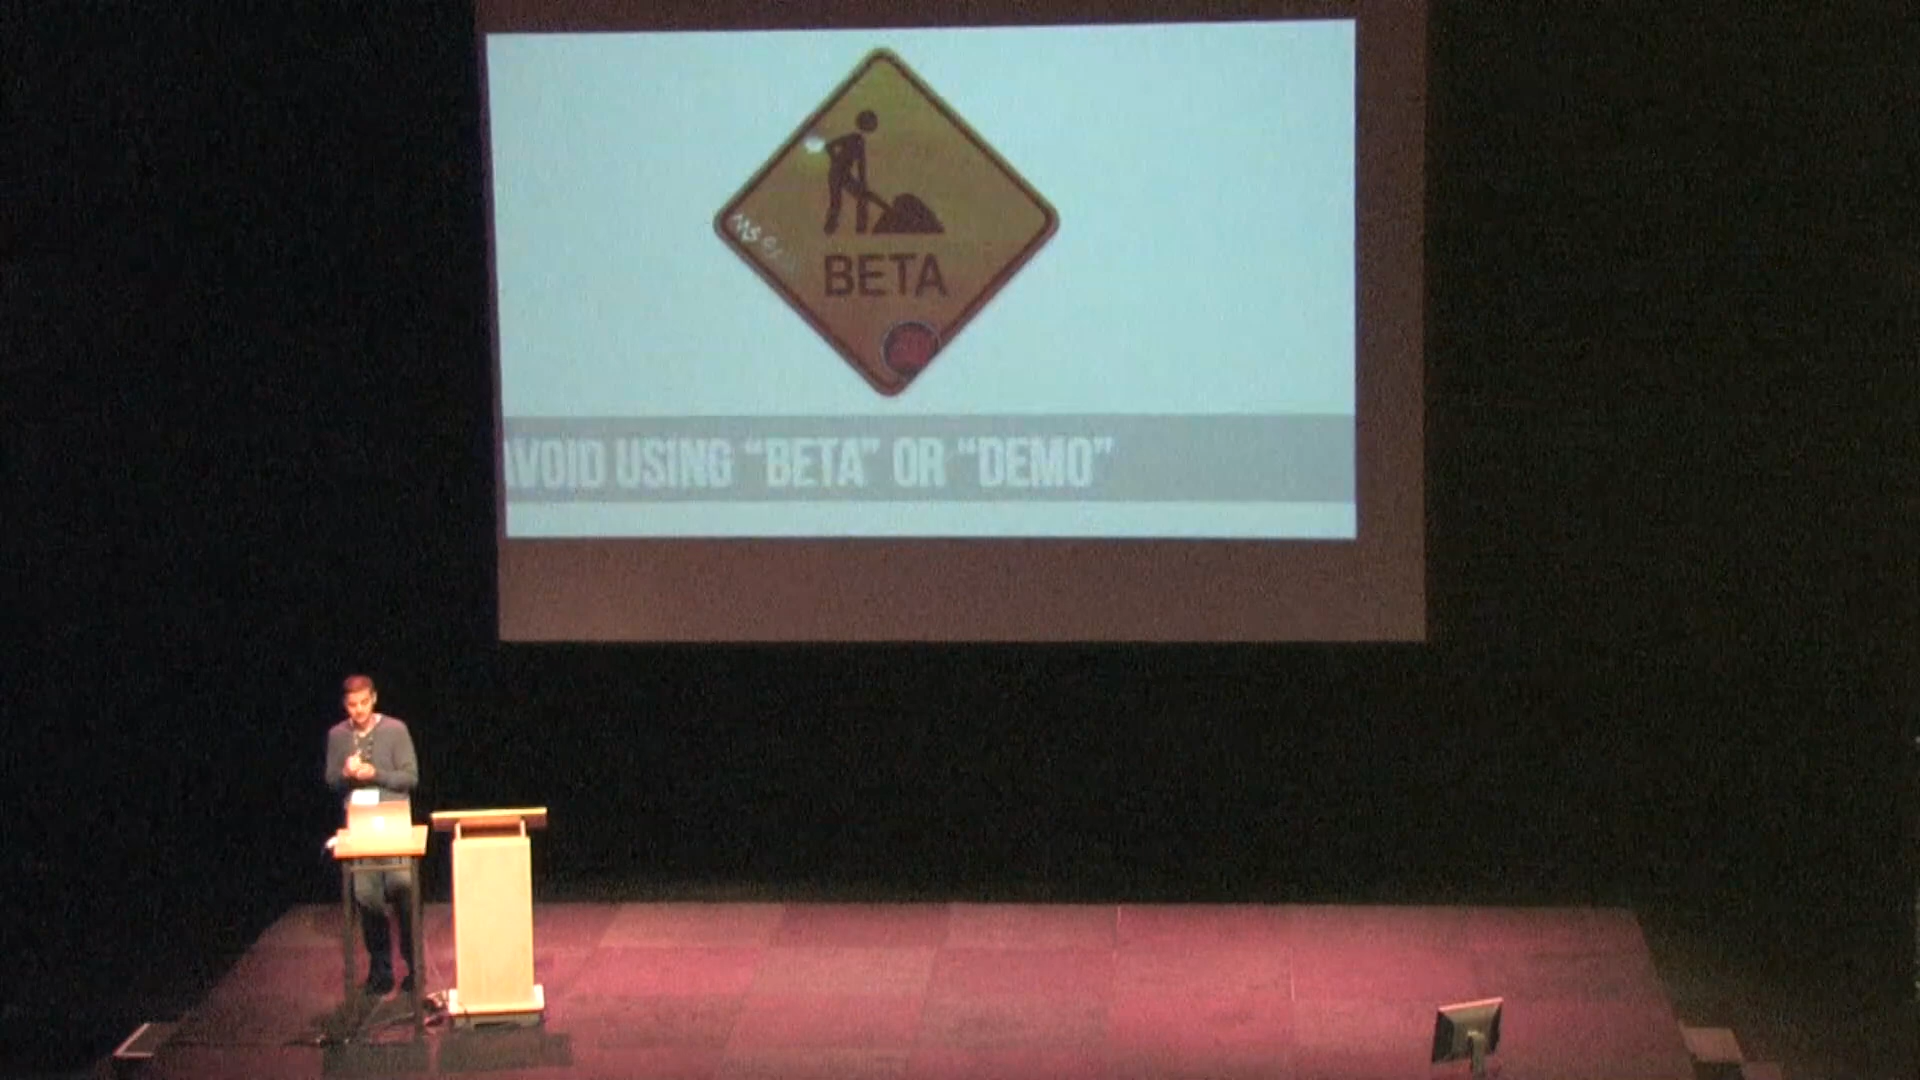 BETA
AVOID USING “BETA” OR “DEMO”